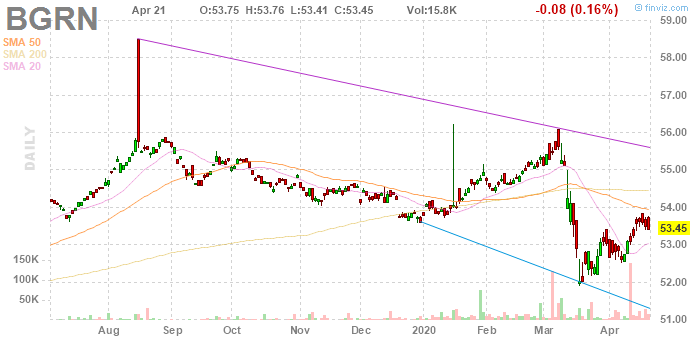 BGRN Apr 21 O:53.75 H:53.76 L:53.41 C:53.45 Vol:15.8K -0.08 (0.16%) © finviz.com
SMA 50
SMA 200
SMA 20
DAILY
59.00
58.00
57.00
56.00
55.00
54.00
53.45
53.00
52.00
51.00
150K
100K
50K
Aug Sep Oct Nov Dec 2020 Feb Mar Apr